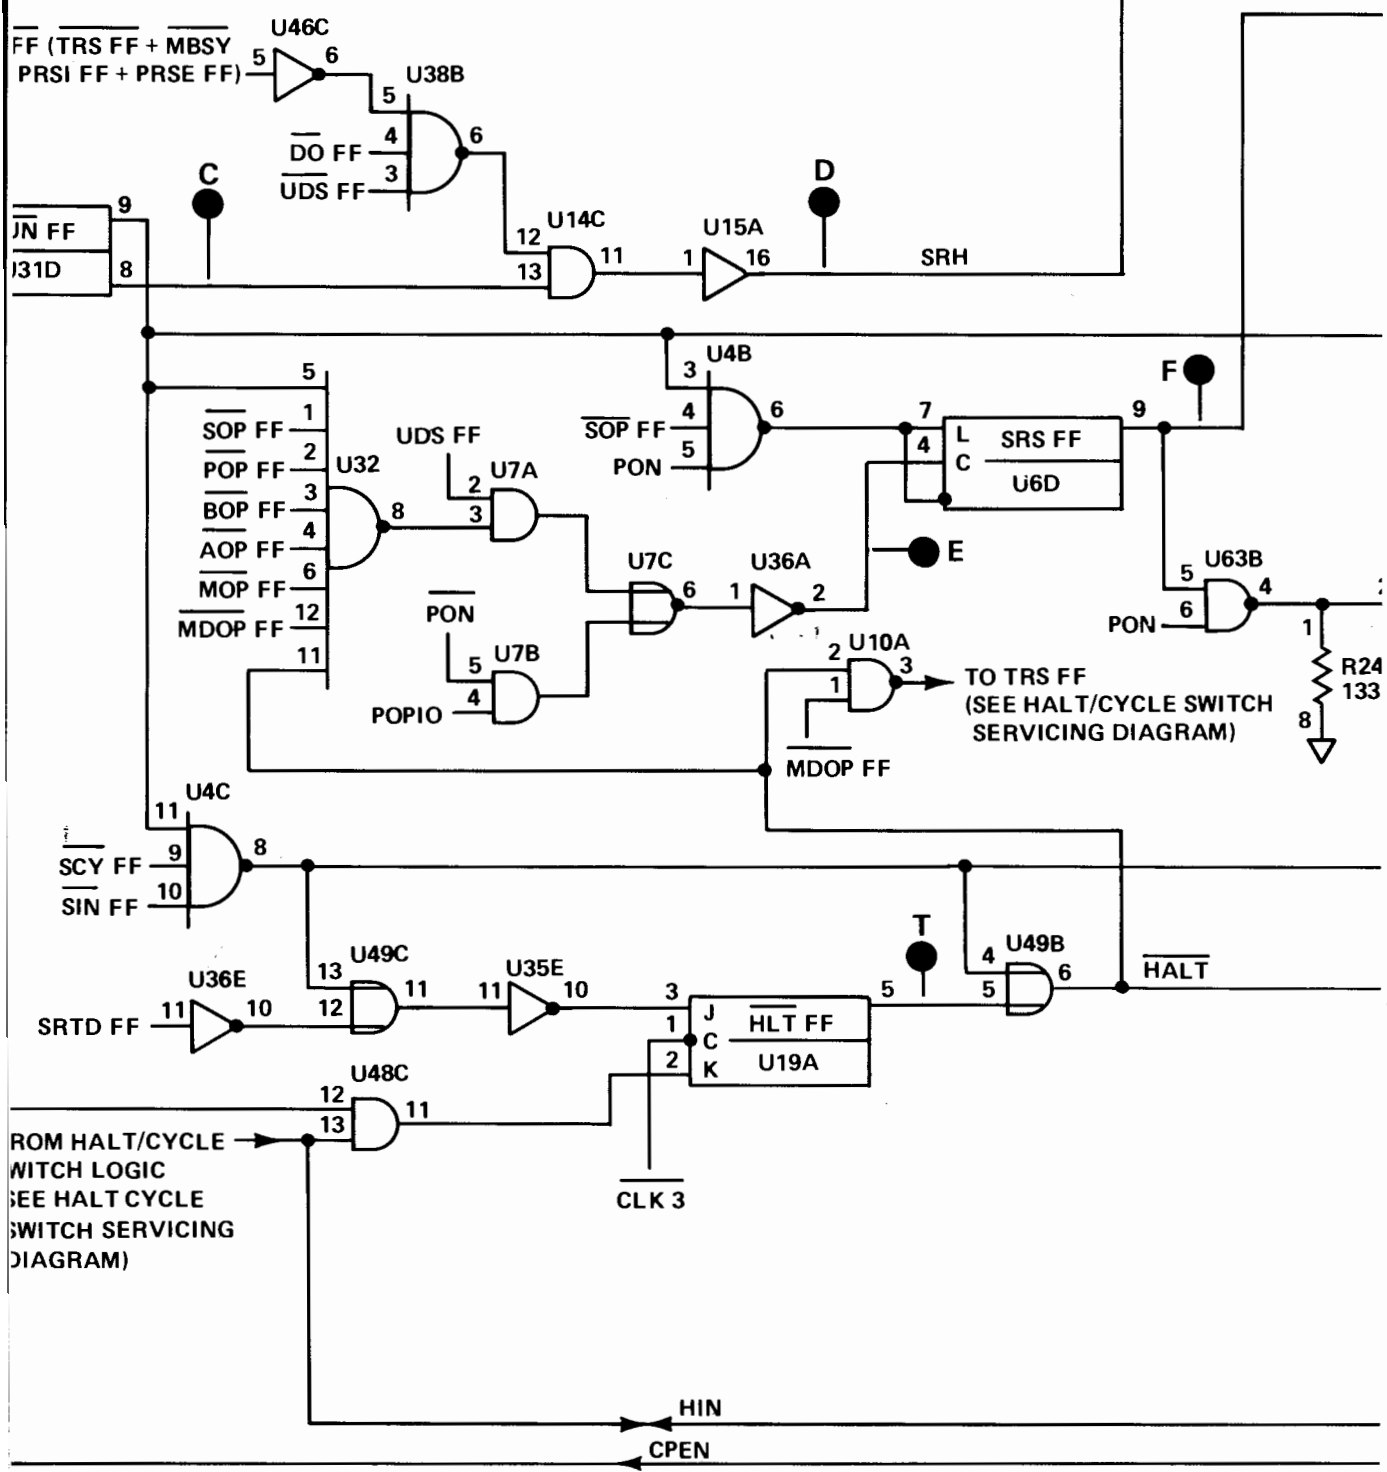 U46C
FF (TRS FF + MBSY
PRSI FF + PRSE FF)
5
6
U38B
5
4
3
6
DO FF
UDS FF
C
D
9
UN FF
U31D
8
U14C
12
13
11
U15A
1
16
SRH
U4B
3
4
5
6
SOP FF
PON
F
7
4
L
C
SRS FF
U6D
9
5
1
SOP FF
2
POP FF
3
BOP FF
4
AOP FF
6
MOP FF
12
MDOP FF
11
U32
8
UDS FF
U7A
2
3
U7C
6
U36A
1
2
E
PON
U7B
5
4
POPIO
U10A
2
1
3
MDOP FF
TO TRS FF
(SEE HALT/CYCLE SWITCH
SERVICING DIAGRAM)
U63B
5
6
4
PON
1
R24
133
8
U4C
11
9
SCY FF
10
SIN FF
8
U49C
13
12
11
U36E
SRTD FF
11
10
U35E
11
10
3
1
2
J
C
K
HLT FF
U19A
5
T
U49B
4
5
6
HALT
U48C
12
13
11
CLK 3
ROM HALT/CYCLE
WITCH LOGIC
SEE HALT CYCLE
SWITCH SERVICING
DIAGRAM)
HIN
CPEN